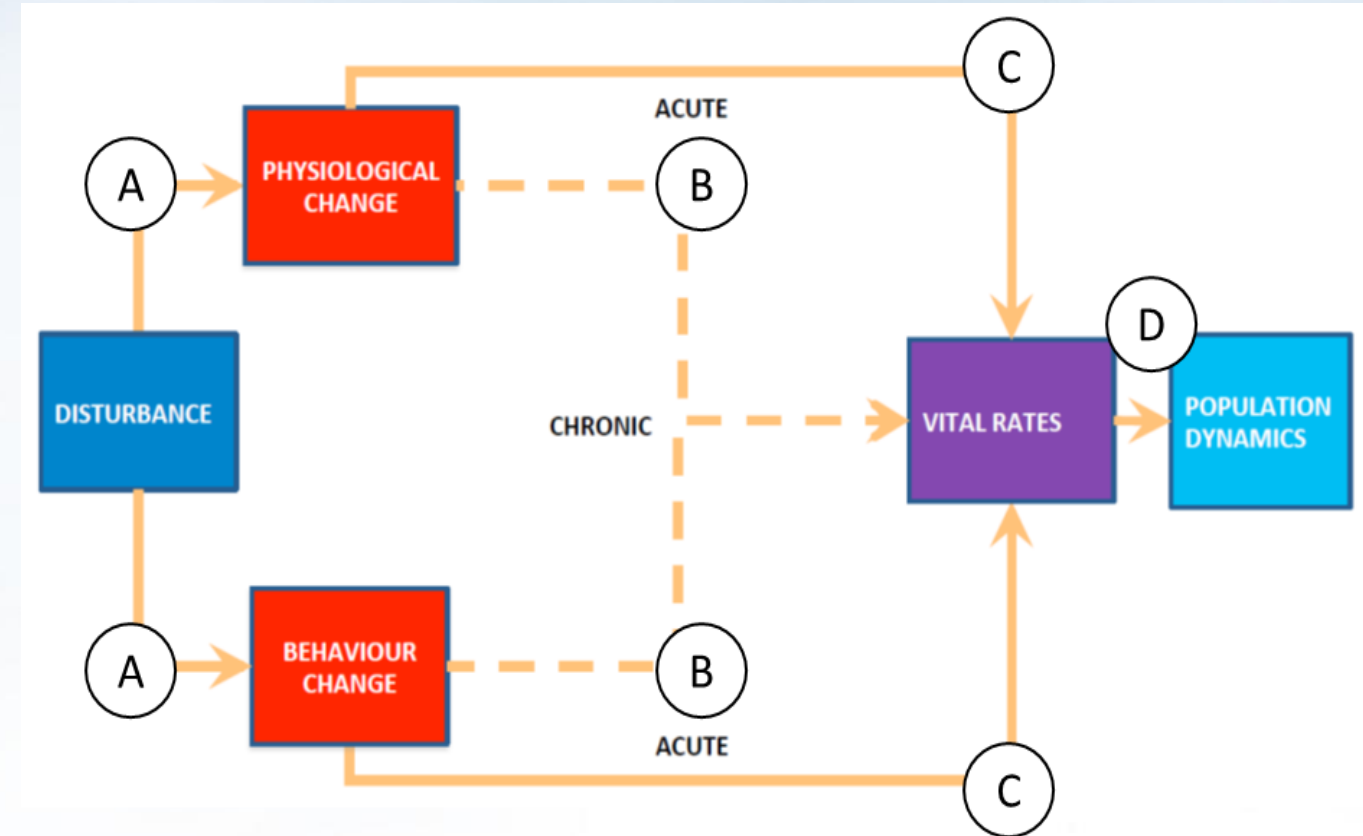 C
ACUTE
A
PHYSIOLOGICAL
CHANGE
B
D
DISTURBANCE
CHRONIC
VITAL RATES
POPULATION
DYNAMICS
A
BEHAVIOUR
CHANGE
B
ACUTE
C